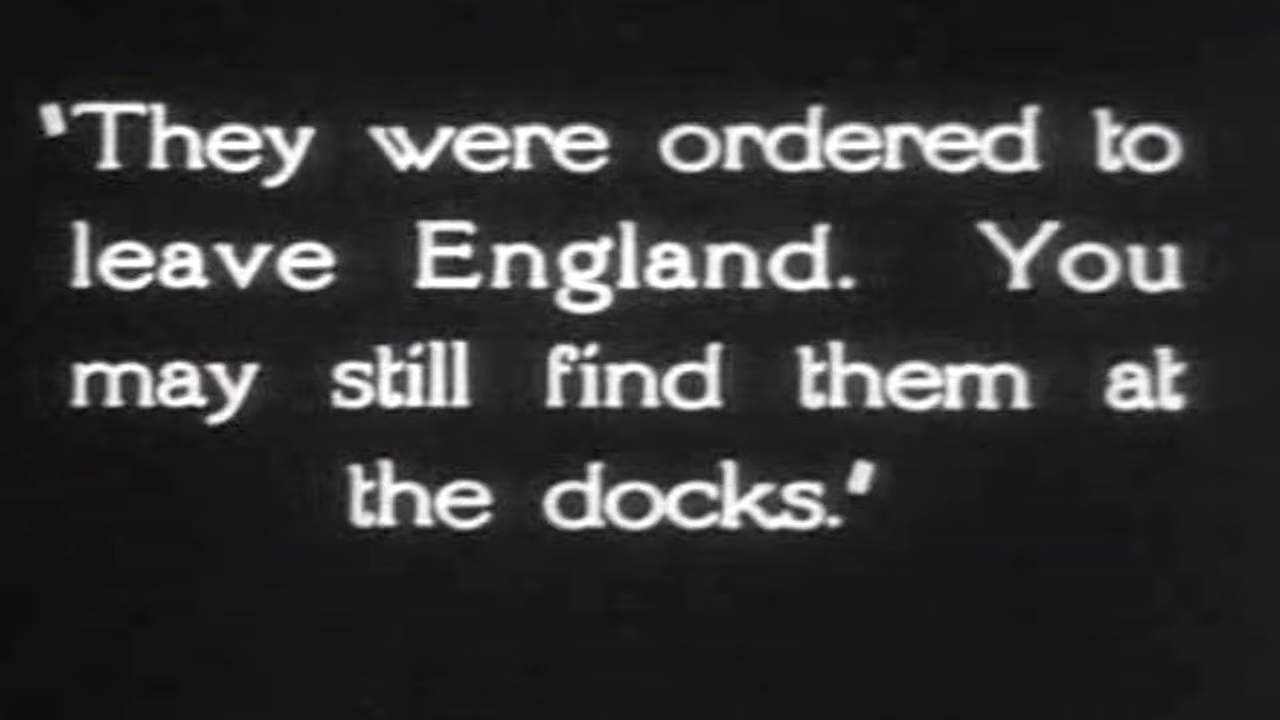 "They were ordered to
leave England. You
may still find them at
the docks."